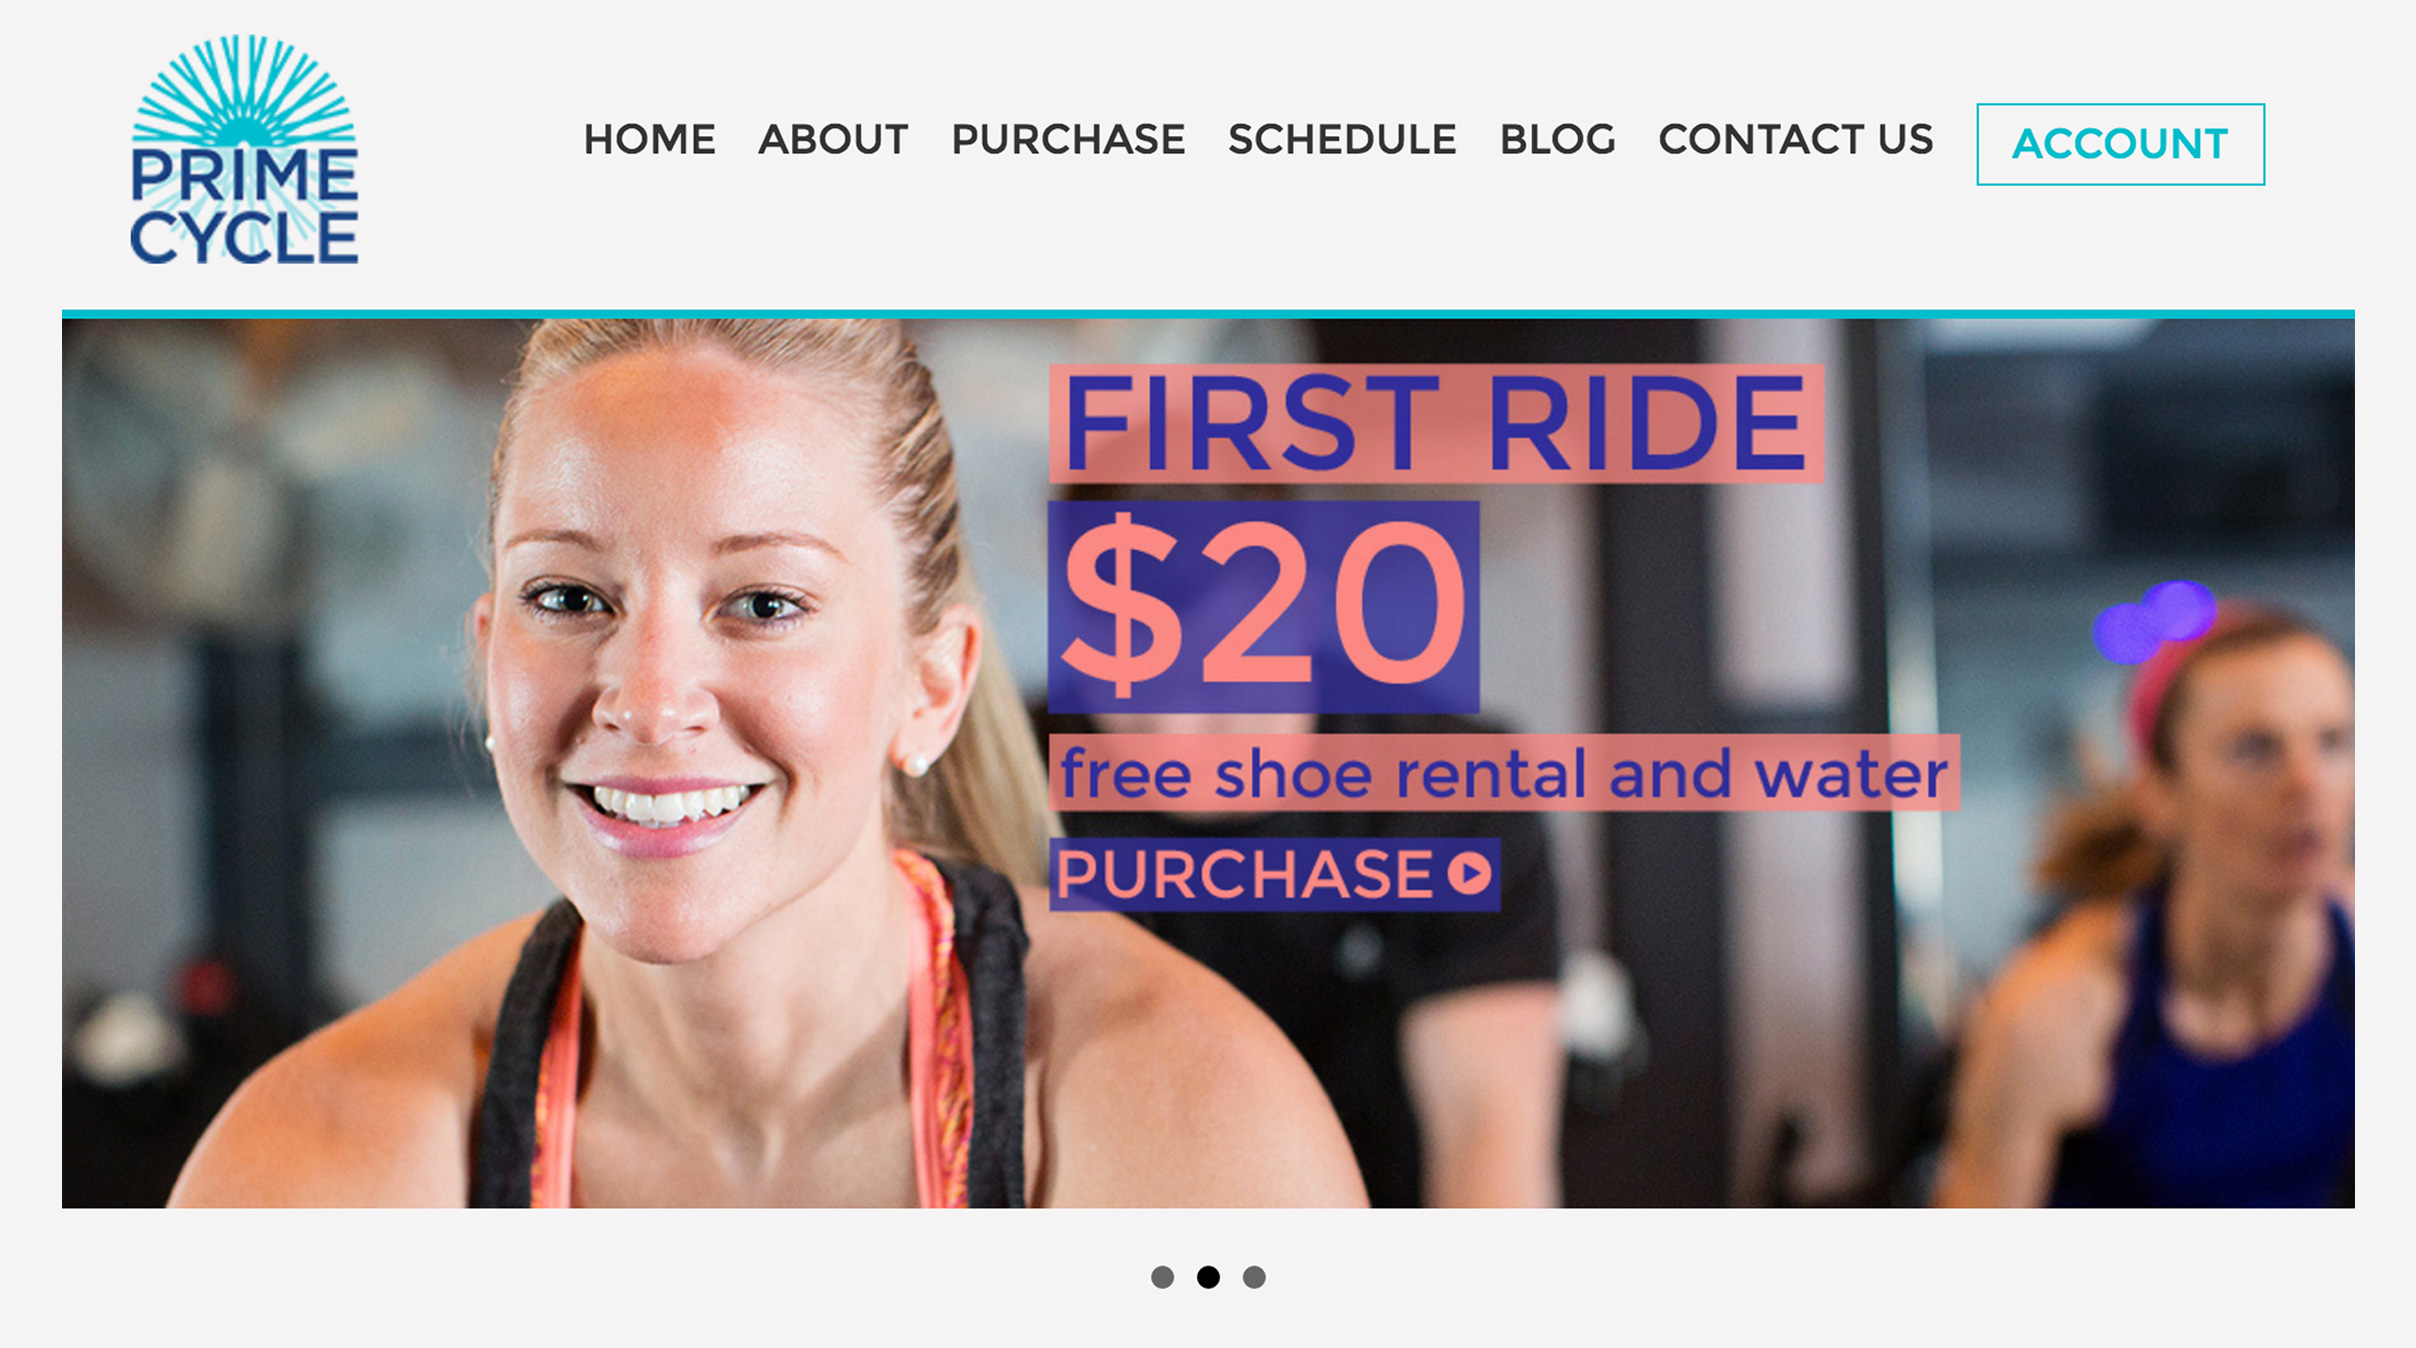 PRIME
CYCLE
HOME ABOUT PURCHASE SCHEDULE BLOG CONTACT US ACCOUNT
FIRST RIDE
$20
free shoe rental and water
PURCHASE